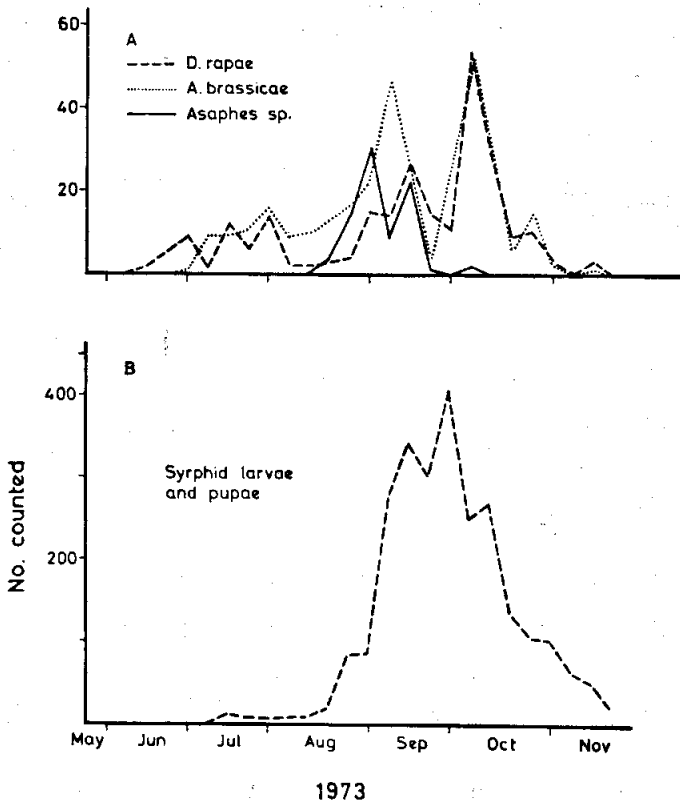 60
A
D. rapae
A. brassicae
40
Asaphes sp.
20
B
400
Syrphid larvae
and pupae
No. counted
200
May Jun Jul Aug Sep Oct Nov
1973